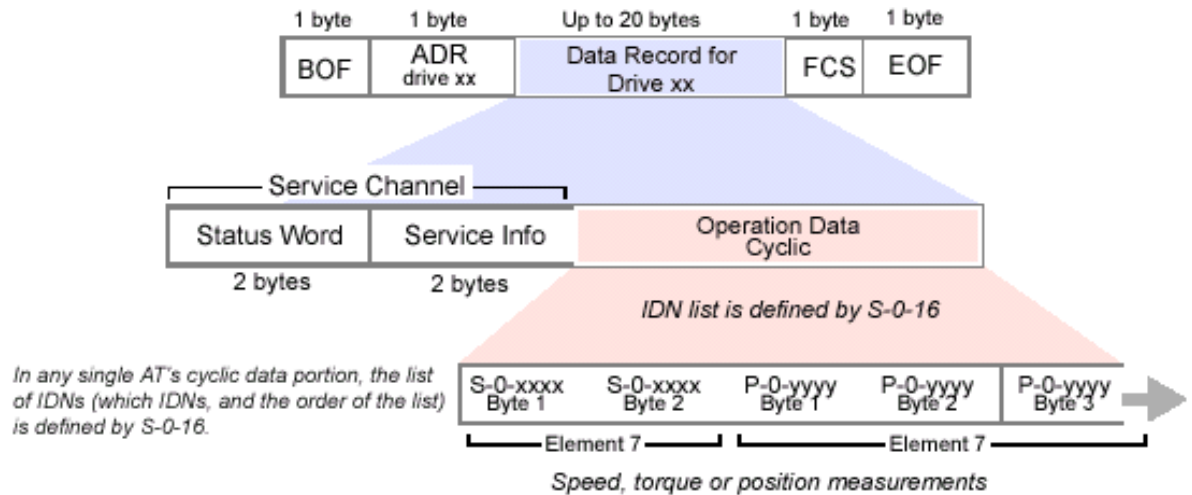 1 byte 1 byte Up to 20 bytes 1 byte 1 byte
BOF ADR drive xx Data Record for Drive xx FCS EOF
Service Channel
Status Word Service Info Operation Data Cyclic
2 bytes 2 bytes
IDN list is defined by S-0-16
In any single AT's cyclic data portion, the list
of IDNs (which IDNs, and the order of the list)
is defined by S-0-16.
S-0-xxxx S-0-xxxx P-0-yyyy P-0-yyyy P-0-yyyy
Byte 1 Byte 2 Byte 1 Byte 2 Byte 3
Element 7 Element 7
Speed, torque or position measurements